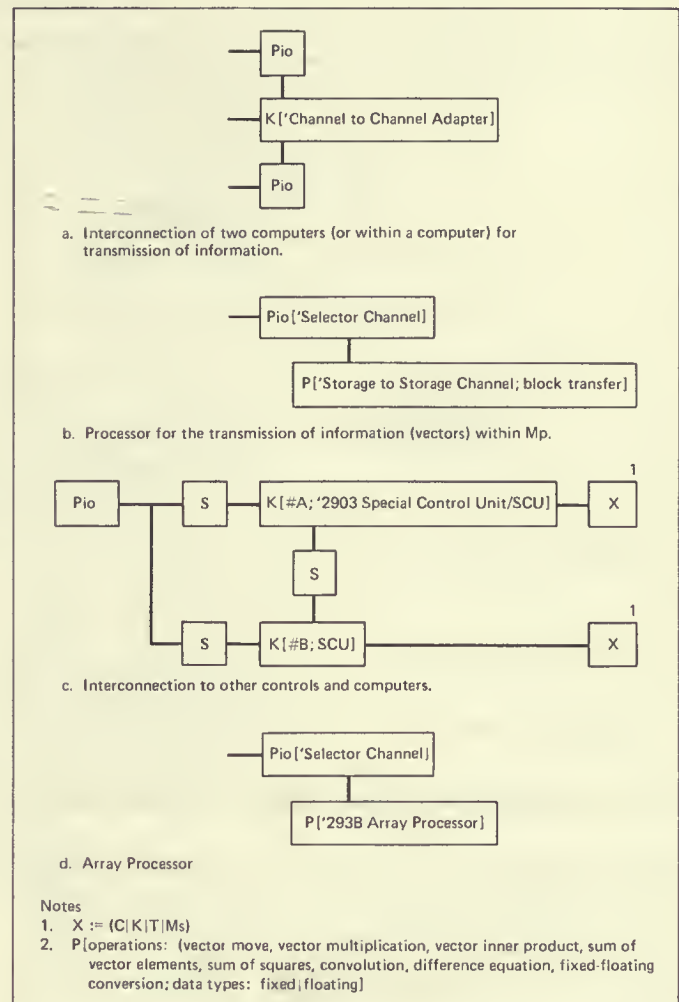 Pio
K['Channel to Channel Adapter]
Pio
a. Interconnection of two computers (or within a computer) for
transmission of information.
Pio['Selector Channel]
P['Storage to Storage Channel; block transfer]
b. Processor for the transmission of information (vectors) within Mp.
1
Pio
S
K[#A; '2903 Special Control Unit/SCU]
X
S
1
S
K[#B; SCU]
X
c. Interconnection to other controls and computers.
Pio['Selector Channel]
P['293B Array Processor]
d. Array Processor
Notes
1. X := (C|K|T|Ms)
2. P[operations: (vector move, vector multiplication, vector inner product, sum of
vector elements, sum of squares, convolution, difference equation, fixed-floating
conversion; data types: fixed|floating]